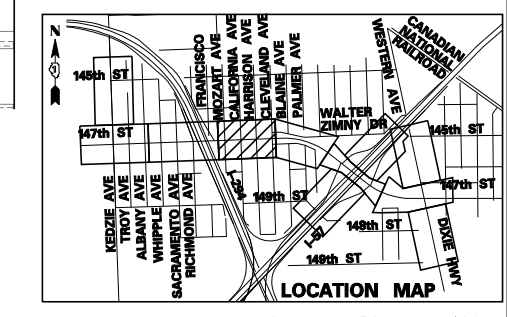 N
FRANCISCO
MOZART AVE
CALIFORNIA AVE
HARRISON AVE
CLEVELAND AVE
BLAINE AVE
PALMER AVE
WESTERN AVE
CANADIAN
NATIONAL
RAILROAD
145th ST
WALTER
ZIMNY DR
147th ST
145th ST
KEDZIE AVE
TROY AVE
ALBANY AVE
WHIPPLE AVE
SACRAMENTO AVE
RICHMOND AVE
I-294
149th ST
147th ST
I-57
149th ST
149th ST
DIXIE HWY
LOCATION MAP